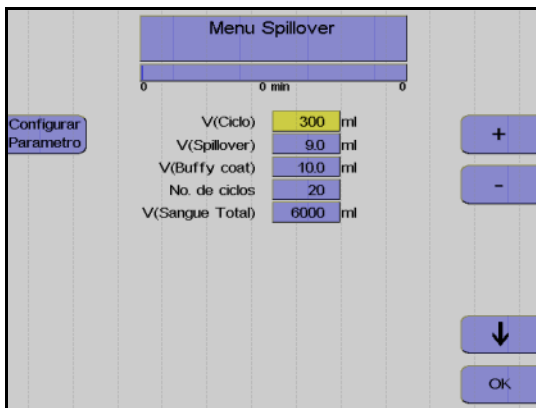 Menu Spillover
0 0 min 0
Configurar
Parametro
V(Ciclo) 300 ml
V(Spillover) 9.0 ml
V(Buffy coat) 10.0 ml
No. de ciclos 20
V(Sangue Total) 6000 ml
+
-
↓
OK